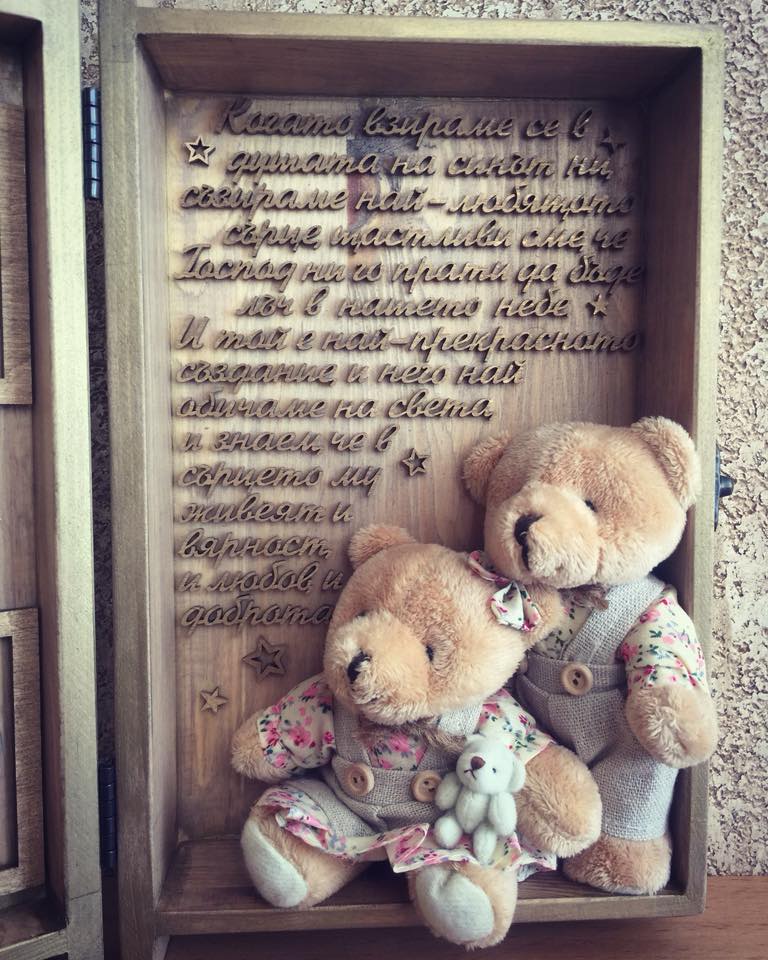 Когато взираме се в
душата на синът ни,
съзираме най-любящото
сърце, щастливи сме, че
Господ ни го прати да бъде
лъч в нашето небе
И той е най-прекрасното
създание, и него най
обичаме на света,
и знаем, че в
сърцето му
живеят и
вярност,
и любов, и
доброта